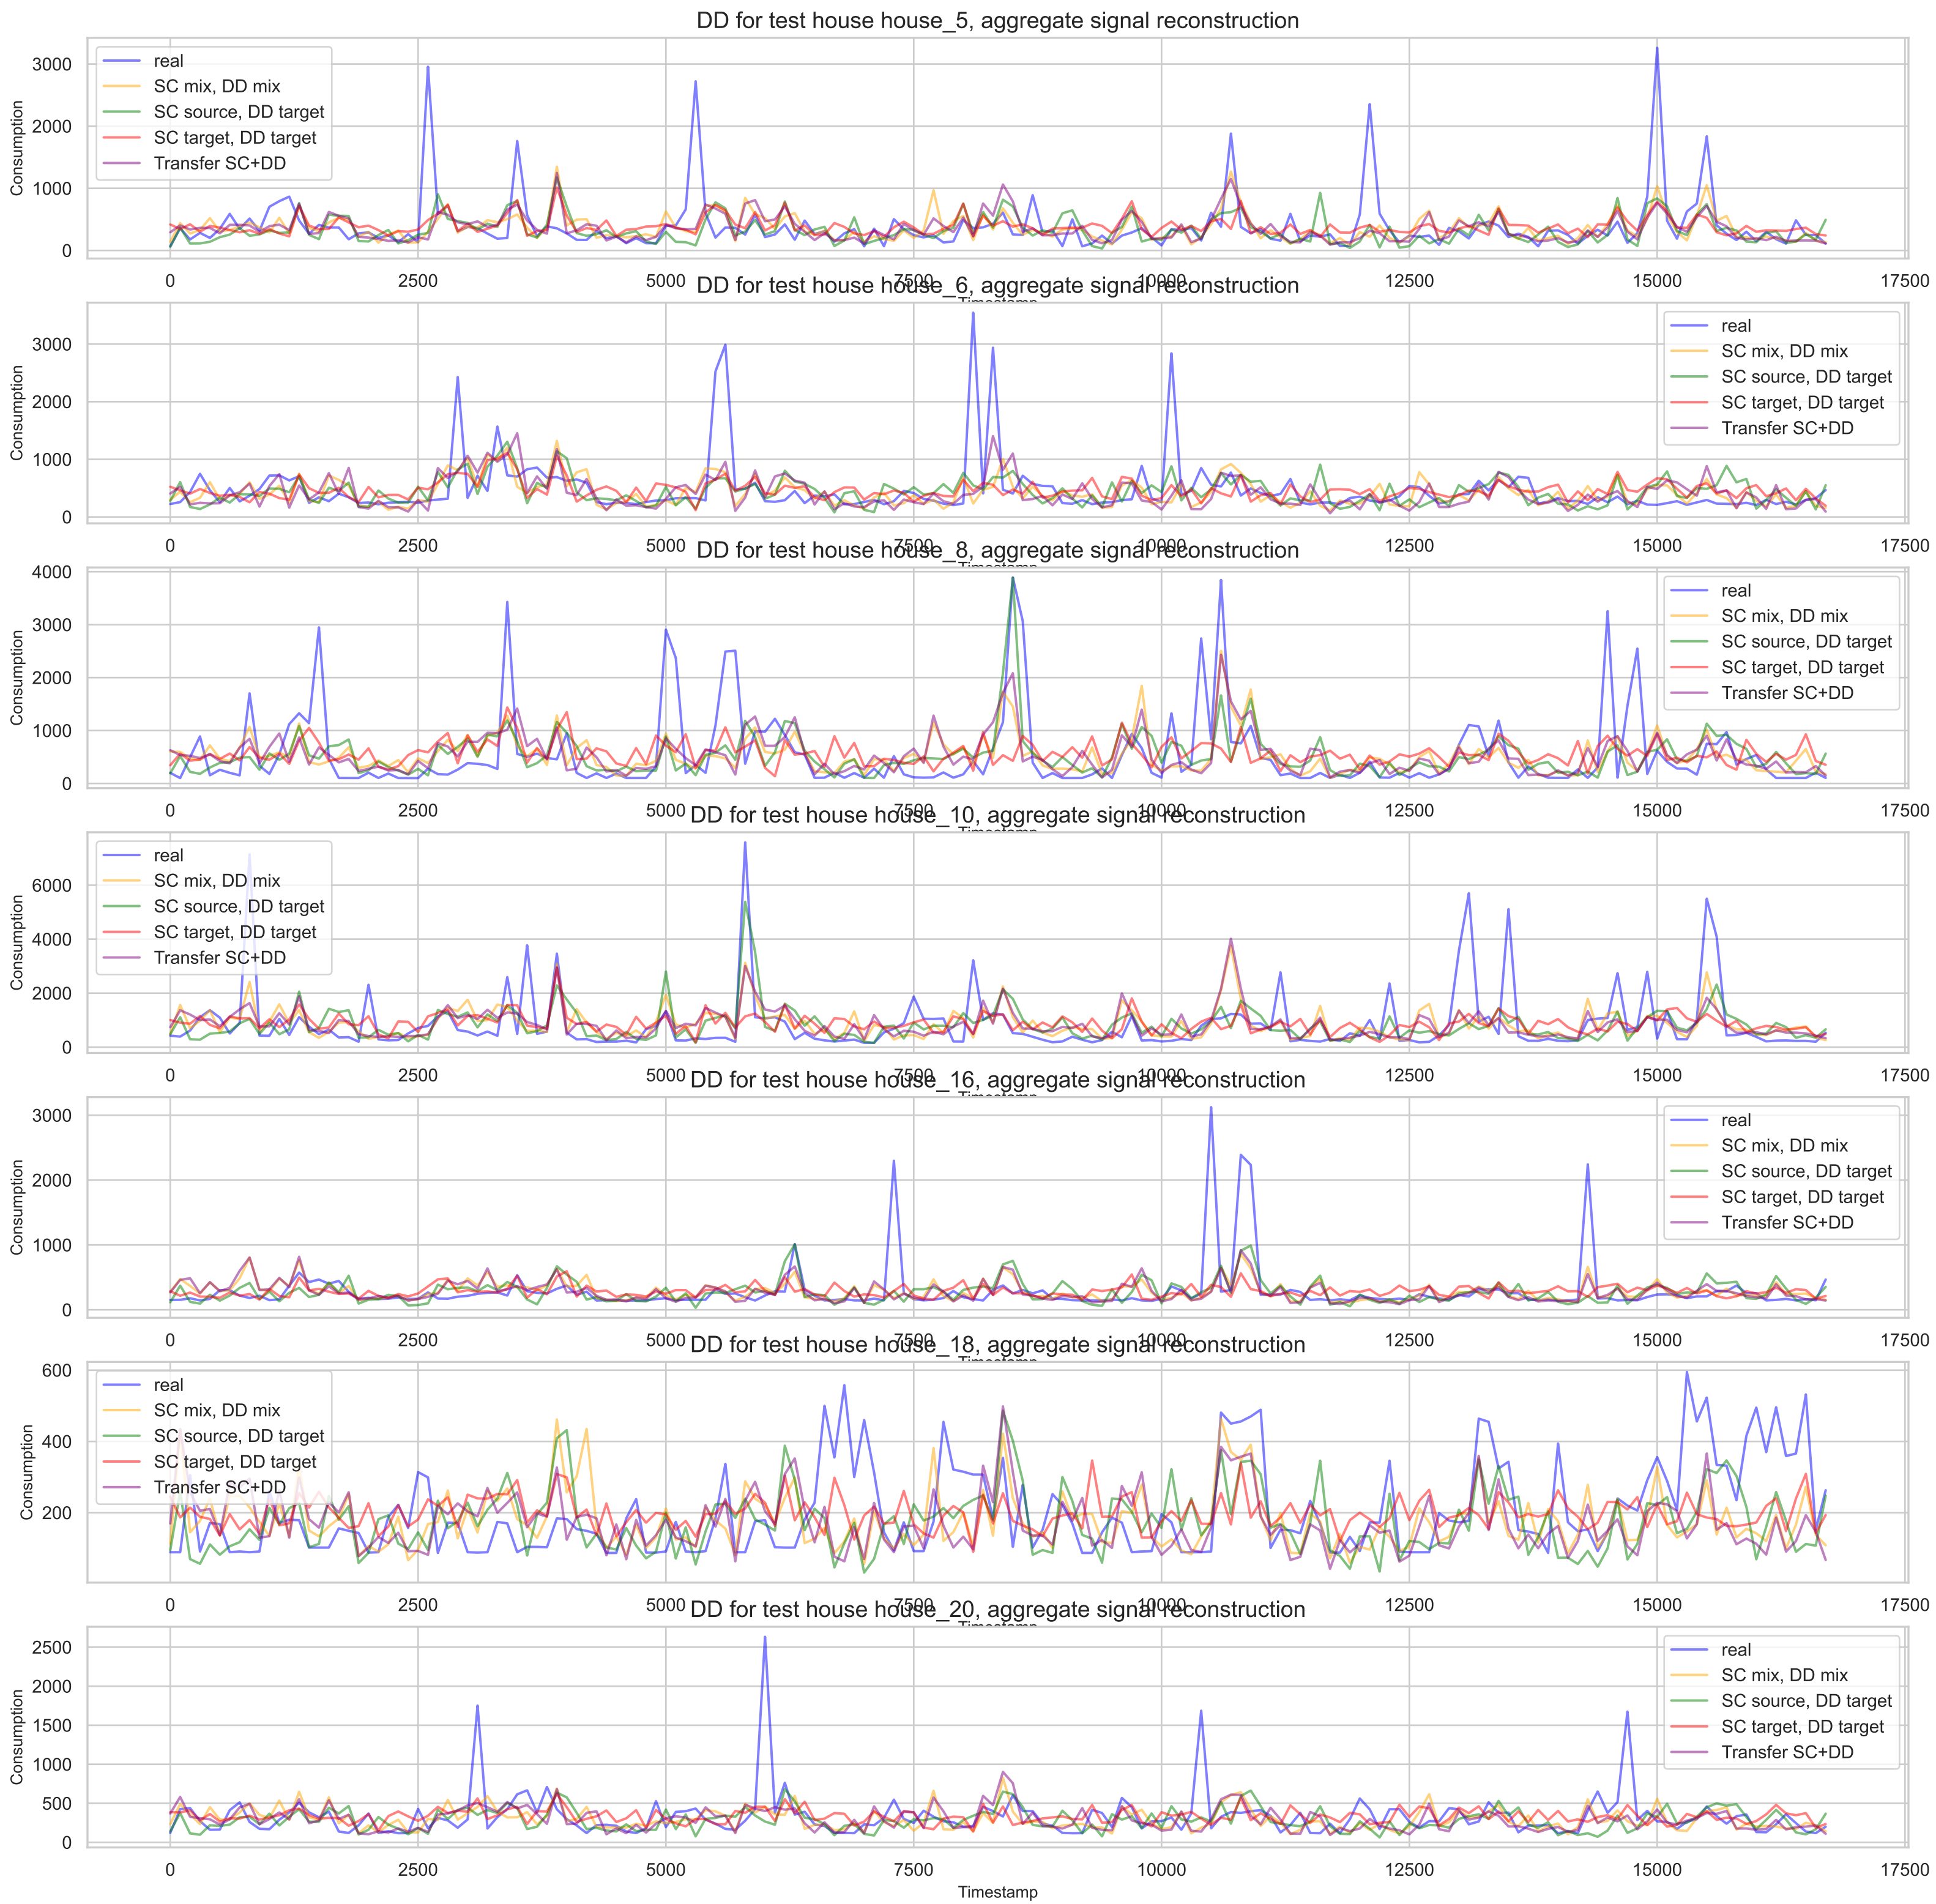 DD for test house house_5, aggregate signal reconstruction
Consumption
3000
2000
1000
0
real
SC mix, DD mix
SC source, DD target
SC target, DD target
Transfer SC+DD
0 2500 5000 7500 10000 12500 15000 17500
Timestamp
DD for test house house_6, aggregate signal reconstruction
Consumption
3000
2000
1000
0
real
SC mix, DD mix
SC source, DD target
SC target, DD target
Transfer SC+DD
0 2500 5000 7500 10000 12500 15000 17500
Timestamp
DD for test house house_8, aggregate signal reconstruction
Consumption
4000
3000
2000
1000
0
real
SC mix, DD mix
SC source, DD target
SC target, DD target
Transfer SC+DD
0 2500 5000 7500 10000 12500 15000 17500
Timestamp
DD for test house house_10, aggregate signal reconstruction
Consumption
6000
4000
2000
0
real
SC mix, DD mix
SC source, DD target
SC target, DD target
Transfer SC+DD
0 2500 5000 7500 10000 12500 15000 17500
Timestamp
DD for test house house_16, aggregate signal reconstruction
Consumption
3000
2000
1000
0
real
SC mix, DD mix
SC source, DD target
SC target, DD target
Transfer SC+DD
0 2500 5000 7500 10000 12500 15000 17500
Timestamp
DD for test house house_18, aggregate signal reconstruction
Consumption
600
400
200
real
SC mix, DD mix
SC source, DD target
SC target, DD target
Transfer SC+DD
0 2500 5000 7500 10000 12500 15000 17500
Timestamp
DD for test house house_20, aggregate signal reconstruction
Consumption
2500
2000
1500
1000
500
0
real
SC mix, DD mix
SC source, DD target
SC target, DD target
Transfer SC+DD
0 2500 5000 7500 10000 12500 15000 17500
Timestamp